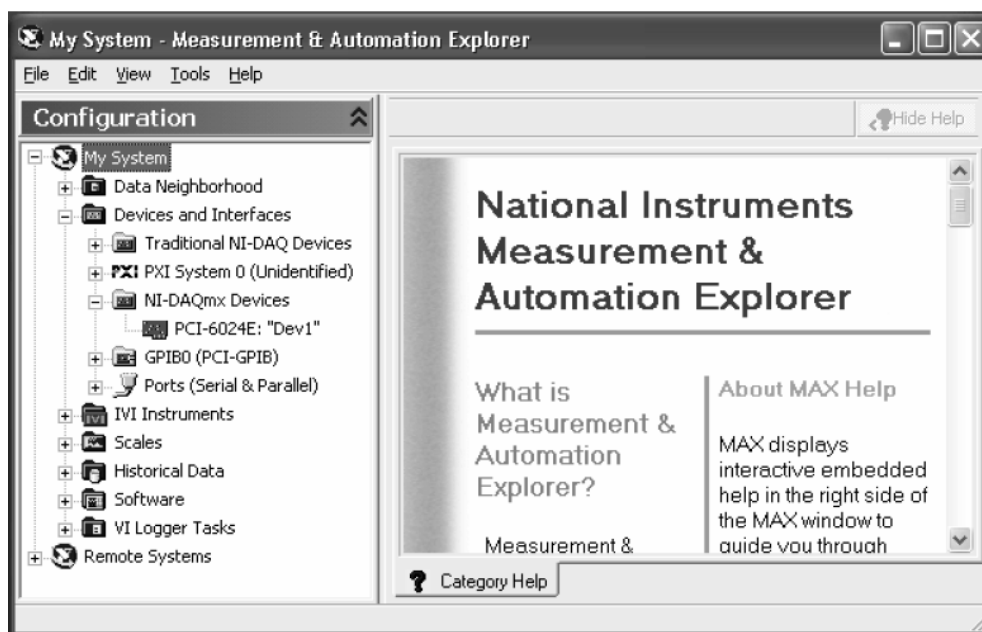 My System - Measurement & Automation Explorer
File Edit View Tools Help
Configuration
My System
Data Neighborhood
Devices and Interfaces
Traditional NI-DAQ Devices
PXI PXI System 0 (Unidentified)
NI-DAQmx Devices
PCI-6024E: "Dev1"
GPIB0 (PCI-GPIB)
Ports (Serial & Parallel)
IVI IVI Instruments
Scales
Historical Data
Software
VI Logger Tasks
Remote Systems
Hide Help
National Instruments
Measurement &
Automation Explorer
What is
Measurement &
Automation
Explorer?
Measurement &
About MAX Help
MAX displays
interactive embedded
help in the right side of
the MAX window to
guide you through
Category Help